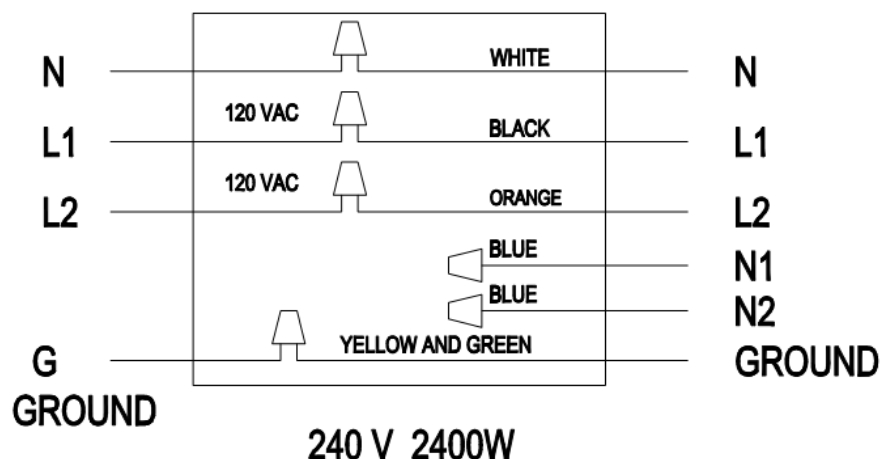 N WHITE N
120 VAC
L1 BLACK L1
120 VAC
L2 ORANGE L2
BLUE N1
BLUE N2
G YELLOW AND GREEN GROUND
GROUND
240 V 2400W